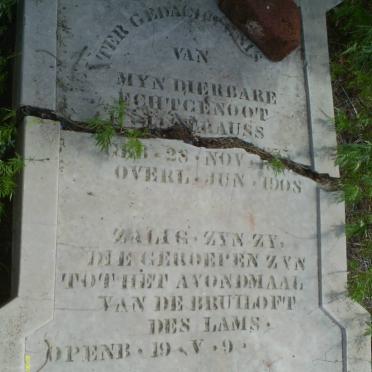 TER GEDACHTENIS
VAN
MYN DIERBARE
ECHTGENOOT
GEB · 28 · NOV
OVERL · JUN · 1908
ZALIG · ZYN · ZY,
DIE GEROEPEN ZYN
TOT HET AVONDMAAL
VAN DE BRUILOFT
DES LAMS ·
OPENB · 19 · V · 9 ·